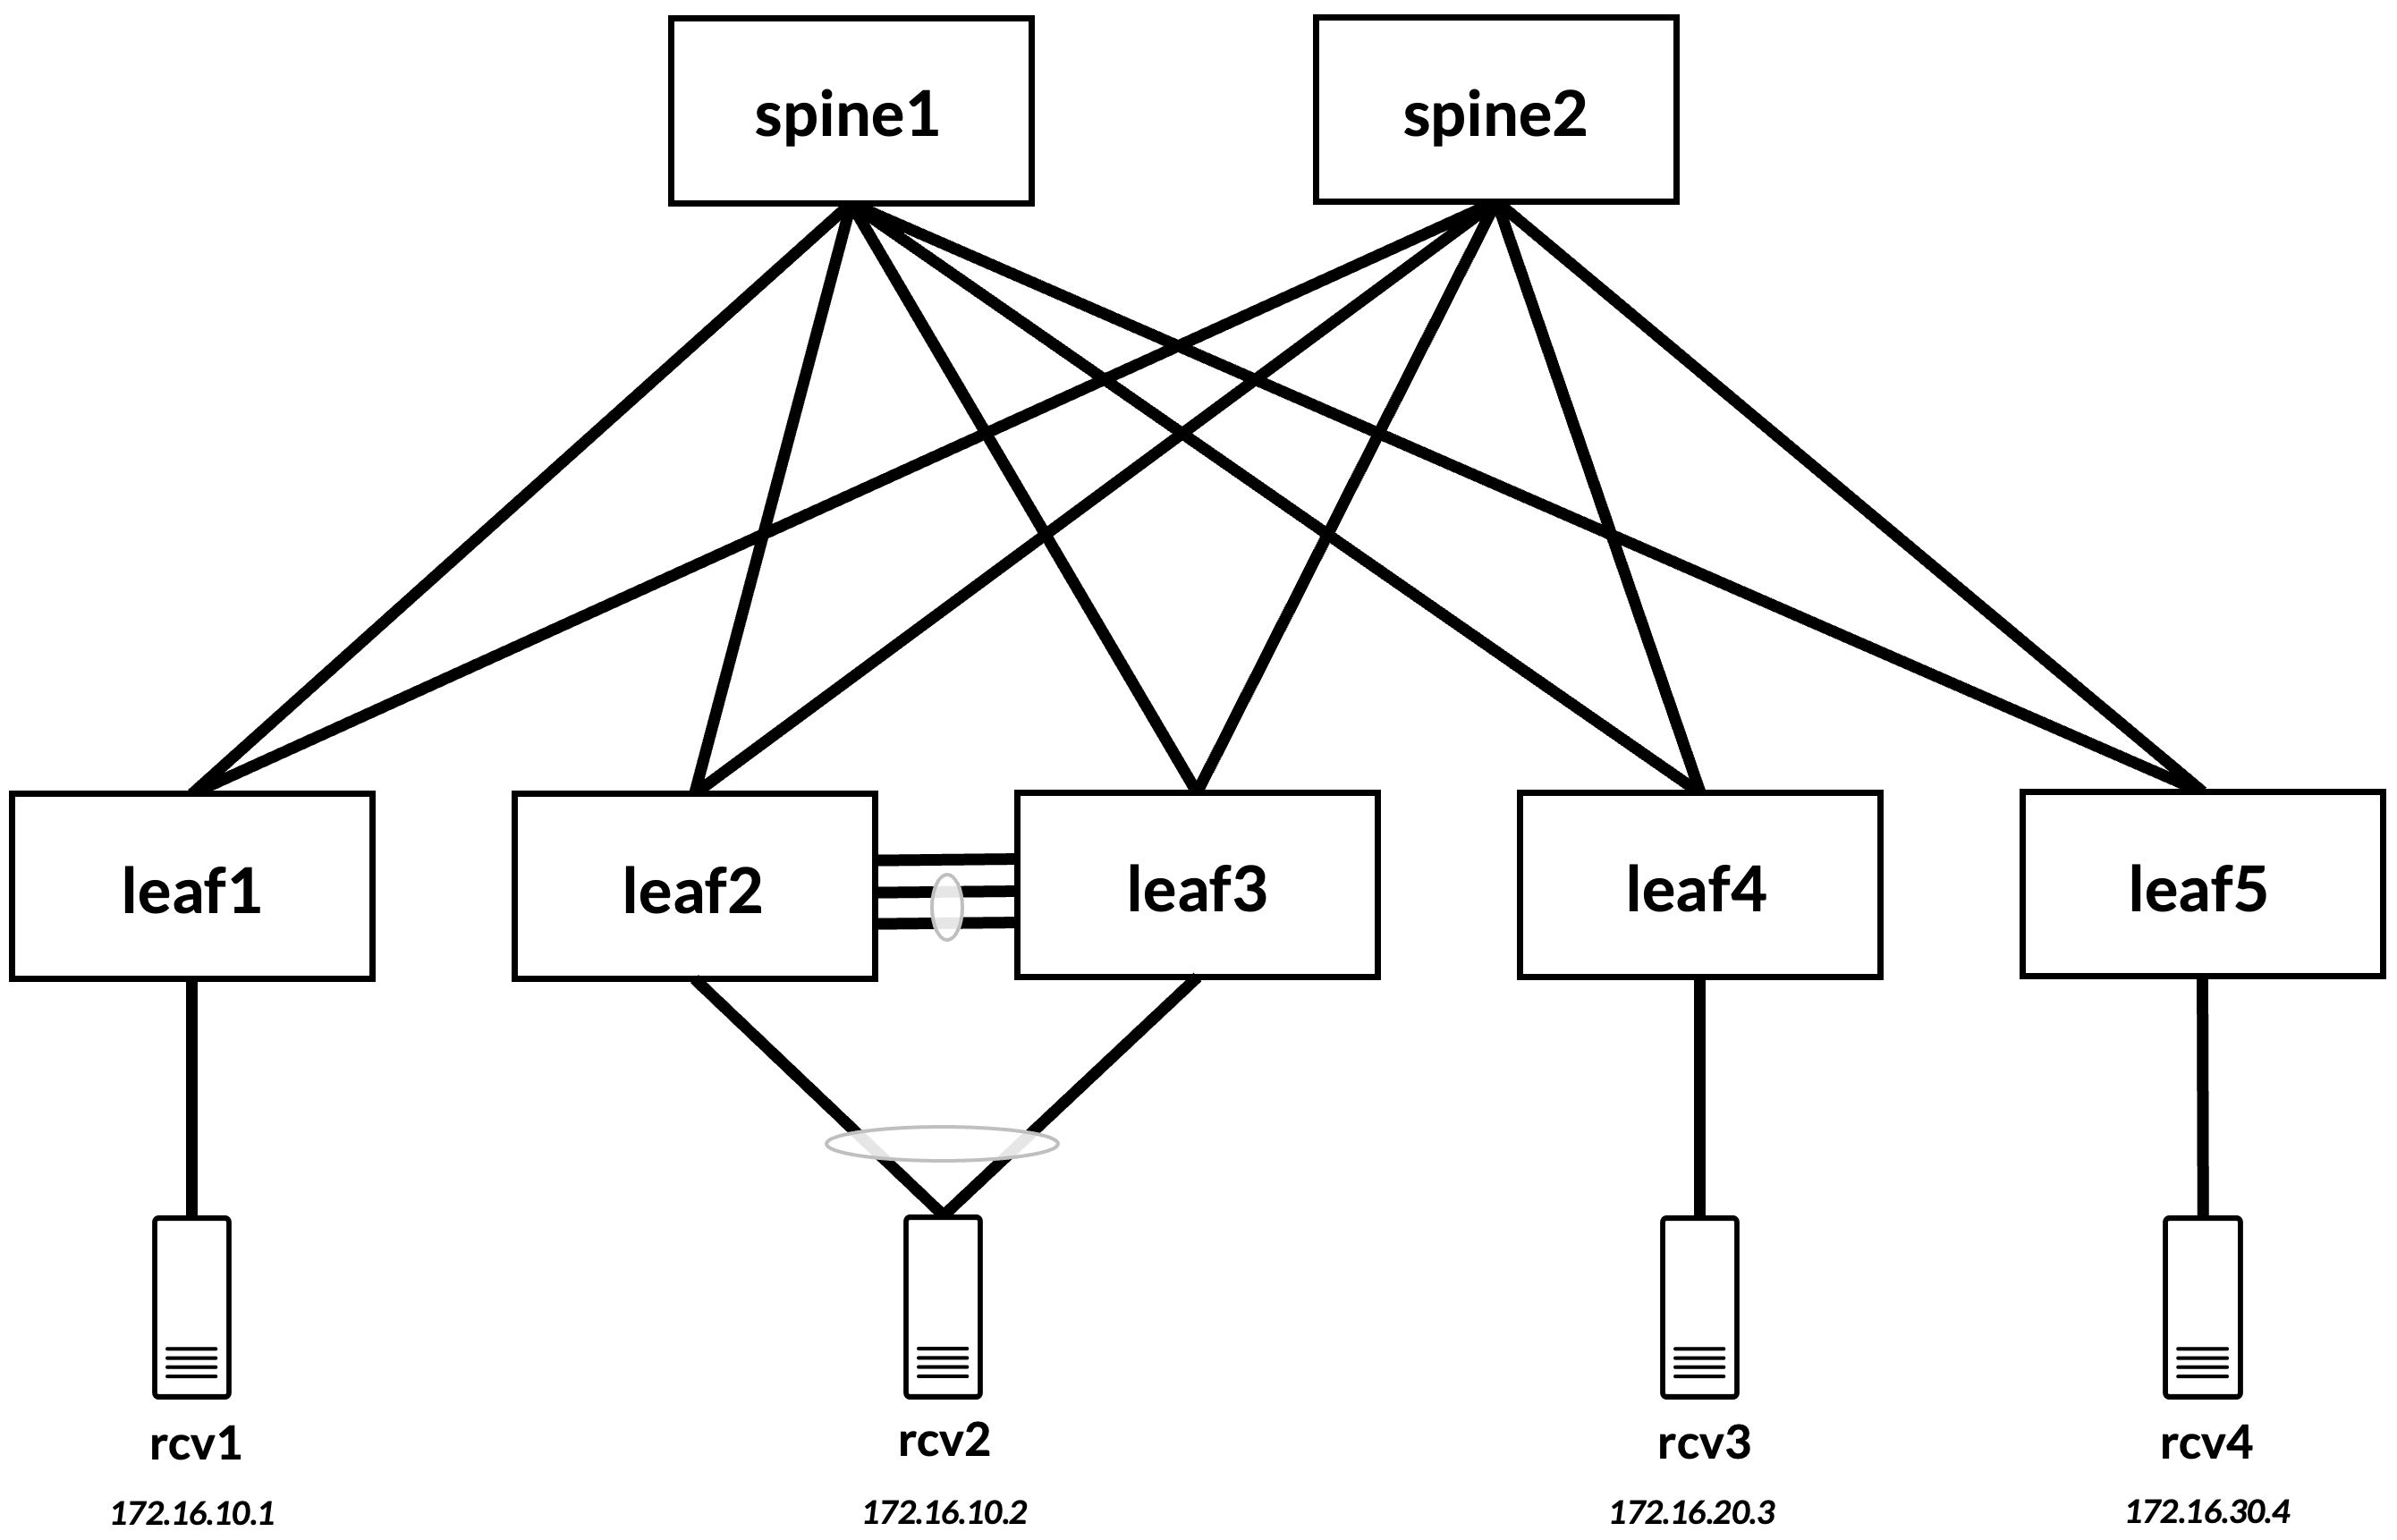 spine1
spine2
leaf1
leaf2
leaf3
leaf4
leaf5
rcv1
rcv2
rcv3
rcv4
172.16.10.1
172.16.10.2
172.16.20.3
172.16.30.4